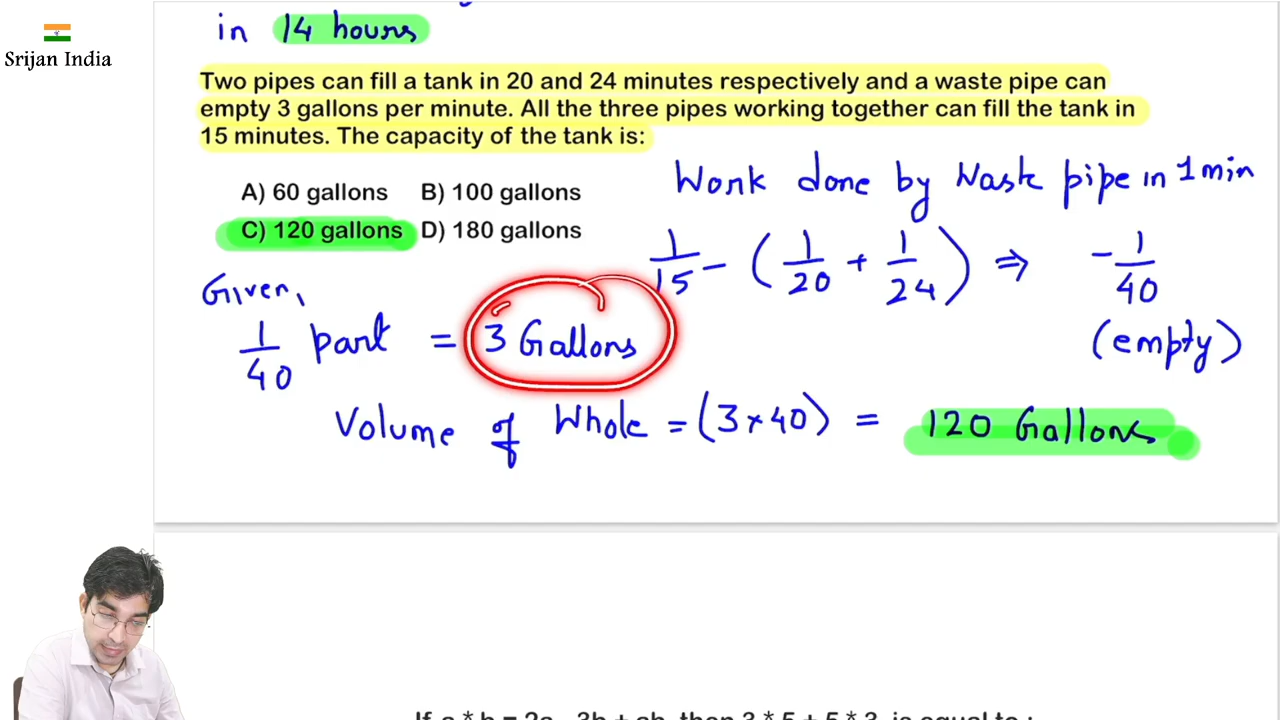 in 14 hours
Srijan India
Two pipes can fill a tank in 20 and 24 minutes respectively and a waste pipe can
empty 3 gallons per minute. All the three pipes working together can fill the tank in
15 minutes. The capacity of the tank is:
A) 60 gallons B) 100 gallons
C) 120 gallons D) 180 gallons
Work done by Waste pipe in 1 min
1/15 - (1/20 + 1/24) ⇒ -1/40
(empty)
Given,
1/40 part = 3 Gallons
Volume of Whole = (3×40) = 120 Gallons